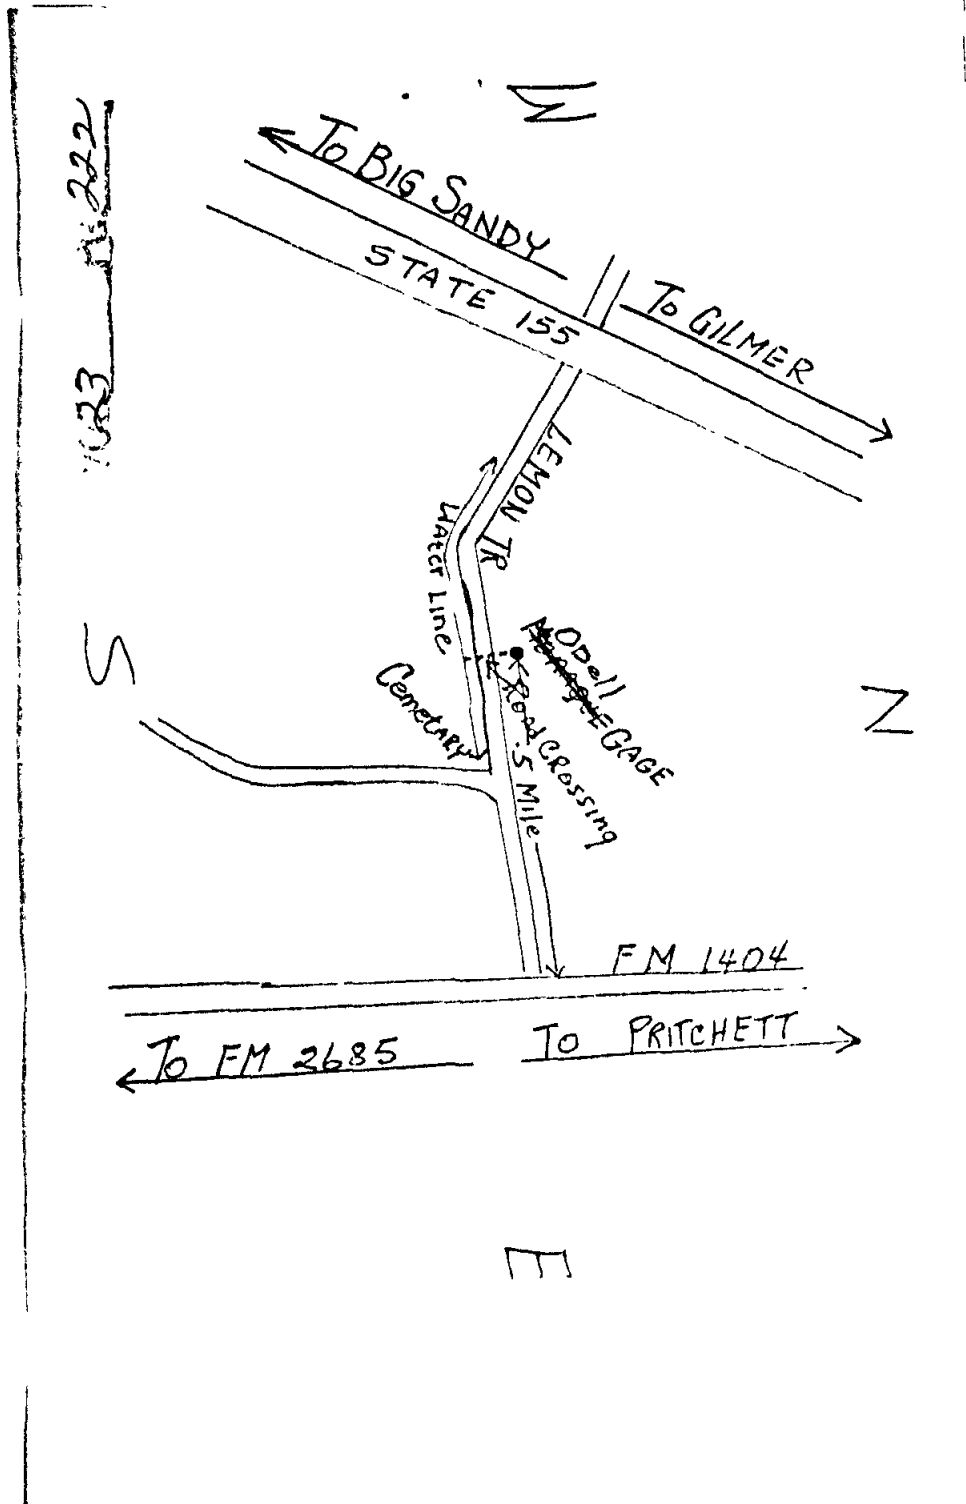 W
To BIG SANDY
STATE 155
To GILMER
LEMON TR
Water Line
S
N
Odell
GAGE
Road Crossing
Cemetary
.5 Mile
FM 1404
To FM 2685
To PRITCHETT
E
222